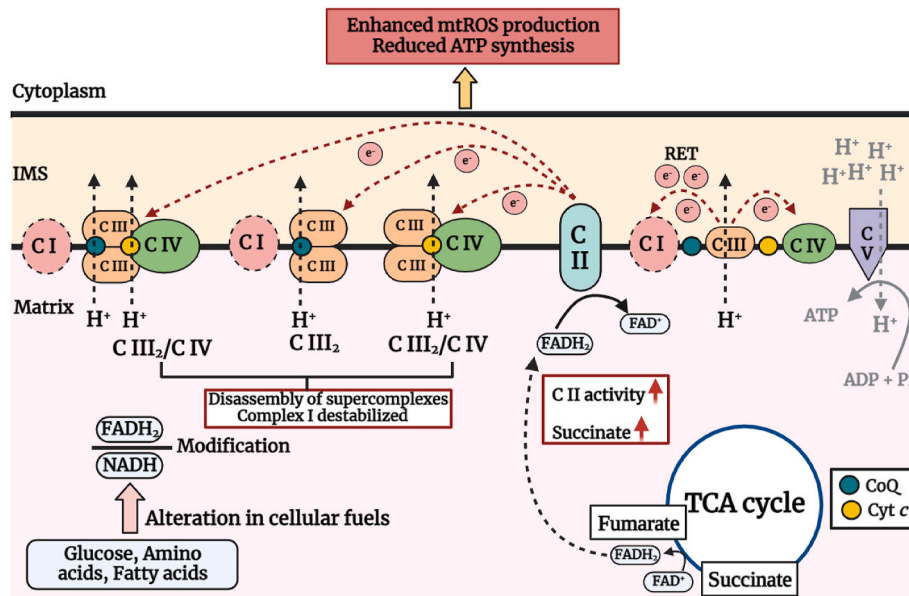 Enhanced mtROS production
Reduced ATP synthesis
Cytoplasm
IMS
e⁻
e⁻
e⁻
RET
e⁻ e⁻
e⁻
e⁻
H⁺
H⁺
H⁺ H⁺ H⁺
H⁺
C I
C III
C III
C IV
C I
C III
C III
C III
C III
C IV
C
II
C I
CIII
C IV
C
V
Matrix
H⁺ H⁺
C III₂/C IV
H⁺
C III₂
H⁺
C III₂/C IV
FADH₂
FAD⁺
H⁺
ATP
H⁺
ADP + P
Disassembly of supercomplexes
Complex I destabilized
C II activity
Succinate
FADH₂
NADH
Modification
Alteration in cellular fuels
Glucose, Amino
acids, Fatty acids
TCA cycle
Fumarate
FADH₂
FAD⁺
Succinate
CoQ
Cyt c